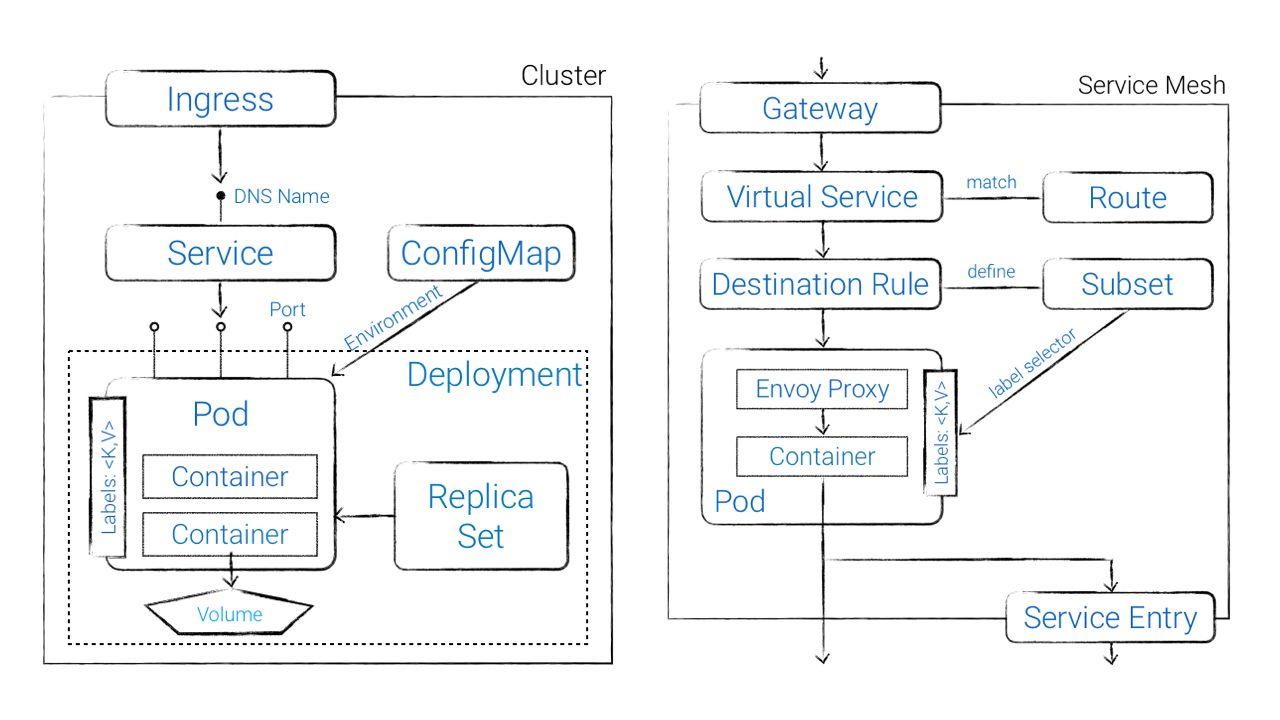 Cluster
Ingress
DNS Name
Service
ConfigMap
Port
Environment
Deployment
Pod
Labels: <K,V>
Container
Container
Replica
Set
Volume
Service Mesh
Gateway
Virtual Service
match
Route
Destination Rule
define
Subset
label selector
Envoy Proxy
Container
Labels: <K,V>
Pod
Service Entry